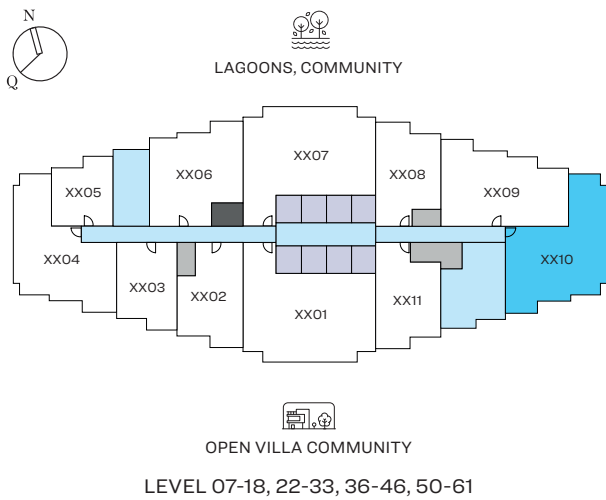 N
Q
LAGOONS, COMMUNITY
XX07
XX06
XX08
XX05
XX09
XX04
XX10
XX03
XX02
XX01
XX11
OPEN VILLA COMMUNITY
LEVEL 07-18, 22-33, 36-46, 50-61